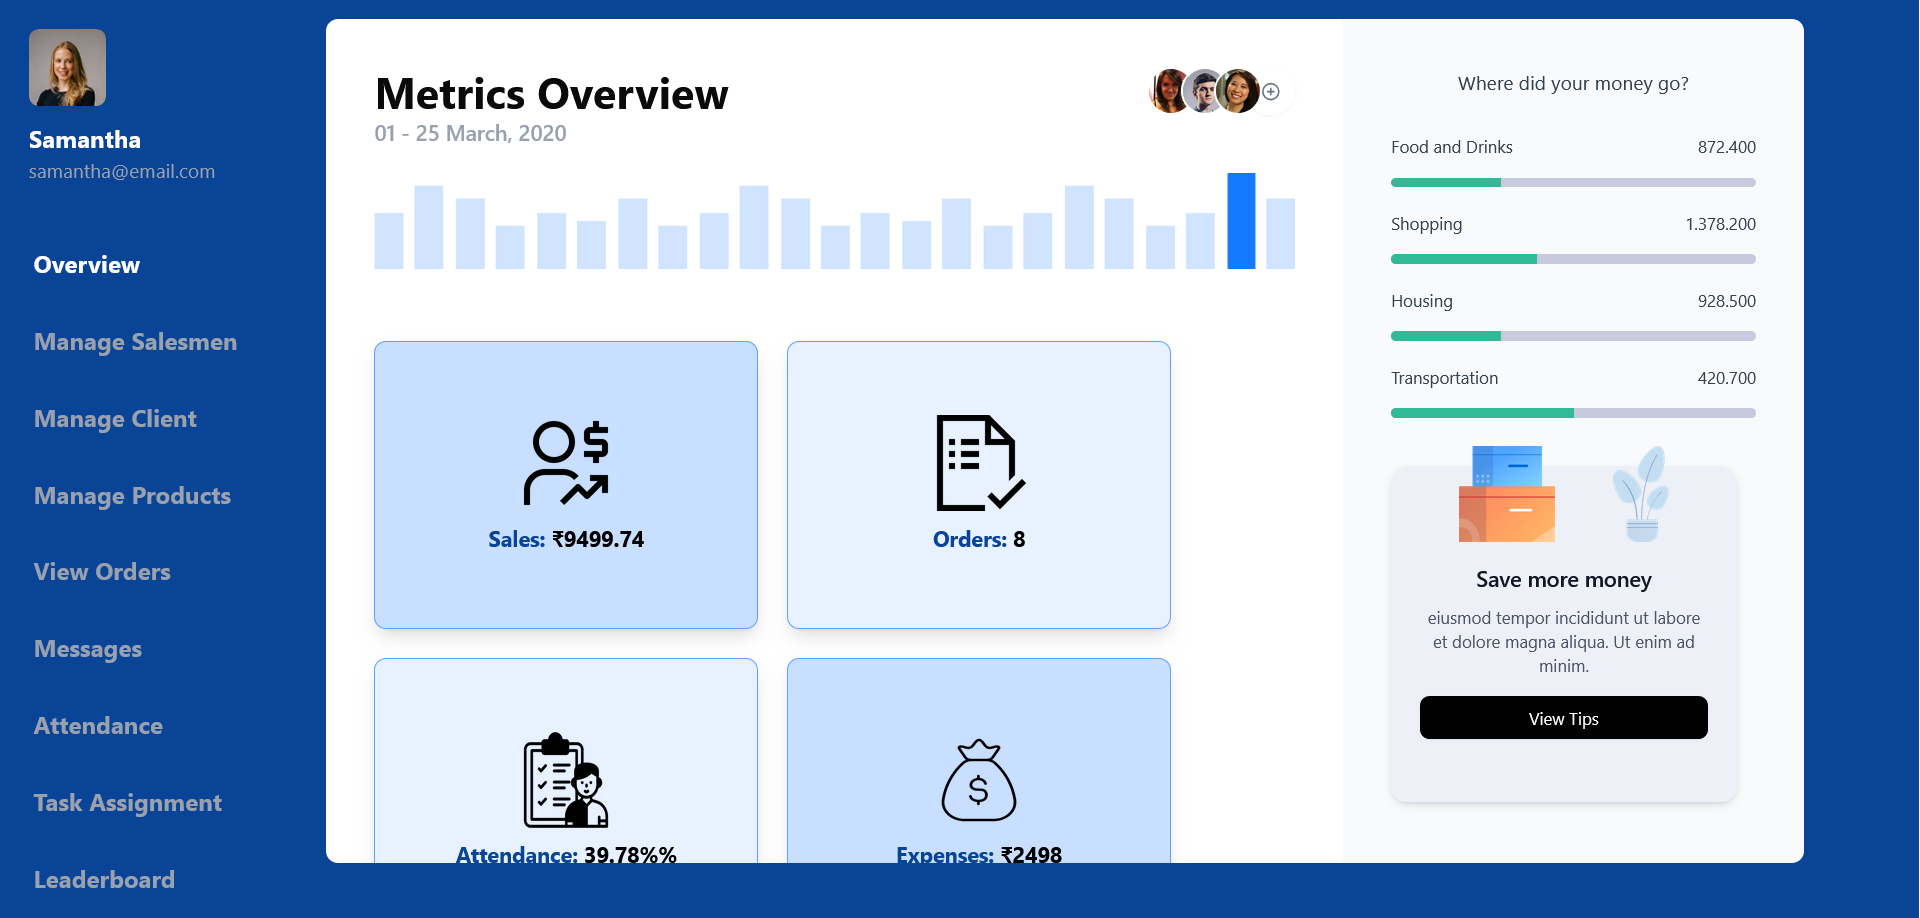 Samantha
samantha@email.com
Overview
Manage Salesmen
Manage Client
Manage Products
View Orders
Messages
Attendance
Task Assignment
Leaderboard
Metrics Overview
01 - 25 March, 2020
Sales: ₹9499.74
Orders: 8
Attendance: 39.78%%
Expenses: ₹2498
Where did your money go?
Food and Drinks 872.400
Shopping 1.378.200
Housing 928.500
Transportation 420.700
Save more money
eiusmod tempor incididunt ut labore
et dolore magna aliqua. Ut enim ad
minim.
View Tips